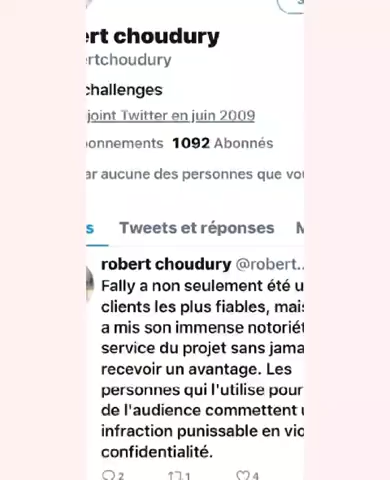 ert choudury
ertchoudury
challenges
joint Twitter en juin 2009
onnements 1092 Abonnés
ar aucune des personnes que vou
s Tweets et réponses
robert choudury @robert...
Fally a non seulement été u
clients les plus fiables, mais
a mis son immense notoriét
service du projet sans jama
recevoir un avantage. Les
personnes qui l'utilise pour
de l'audience commettent
infraction punissable en vio
confidentialité.
2 1 4